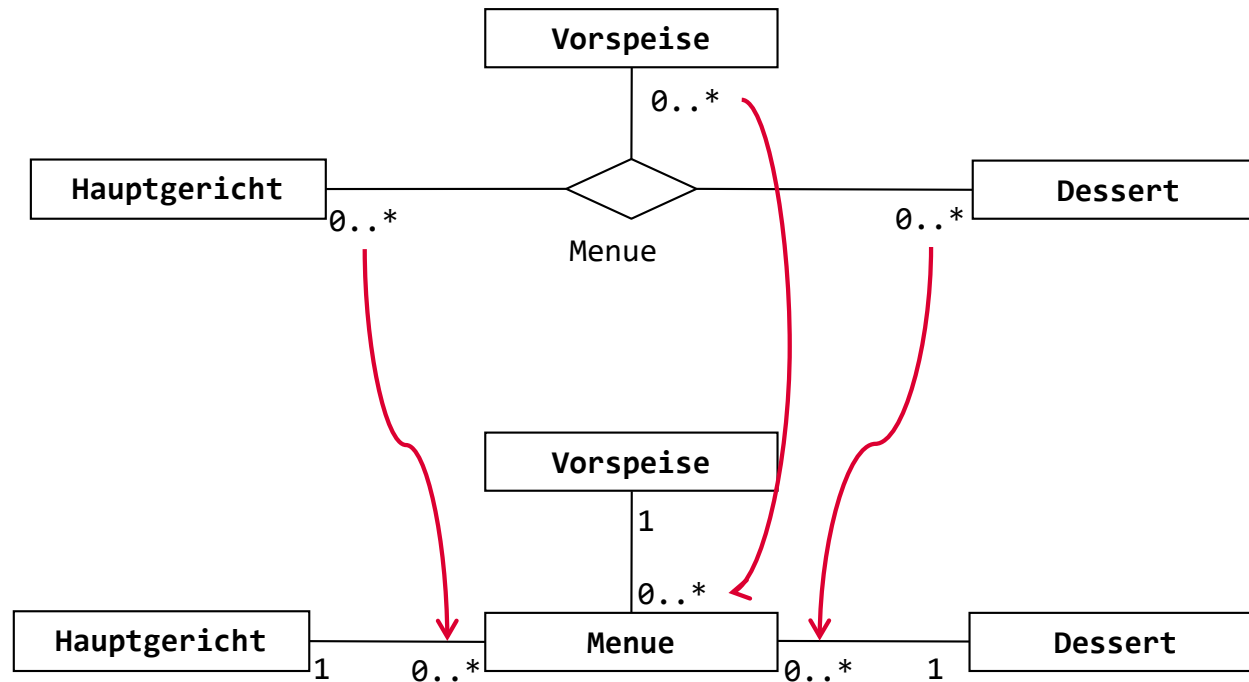 Vorspeise
0..*
Hauptgericht
Dessert
0..*
0..*
Menue
Vorspeise
1
0..*
Hauptgericht
Menue
Dessert
1
0..*
0..*
1